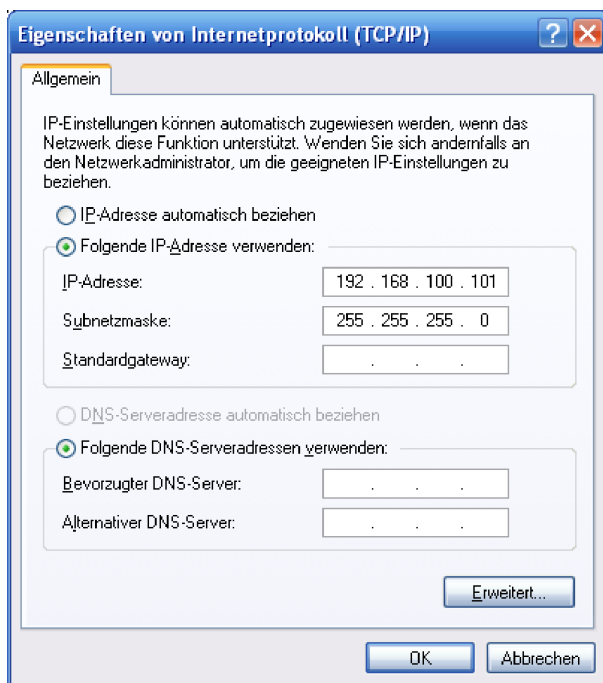 Eigenschaften von Internetprotokoll (TCP/IP)
Allgemein
IP-Einstellungen können automatisch zugewiesen werden, wenn das
Netzwerk diese Funktion unterstützt. Wenden Sie sich andernfalls an
den Netzwerkadministrator, um die geeigneten IP-Einstellungen zu
beziehen.
IP-Adresse automatisch beziehen
Folgende IP-Adresse verwenden:
IP-Adresse: 192 . 168 . 100 . 101
Subnetzmaske: 255 . 255 . 255 . 0
Standardgateway: . . .
DNS-Serveradresse automatisch beziehen
Folgende DNS-Serveradressen verwenden:
Bevorzugter DNS-Server: . . .
Alternativer DNS-Server: . . .
Erweitert...
OK Abbrechen